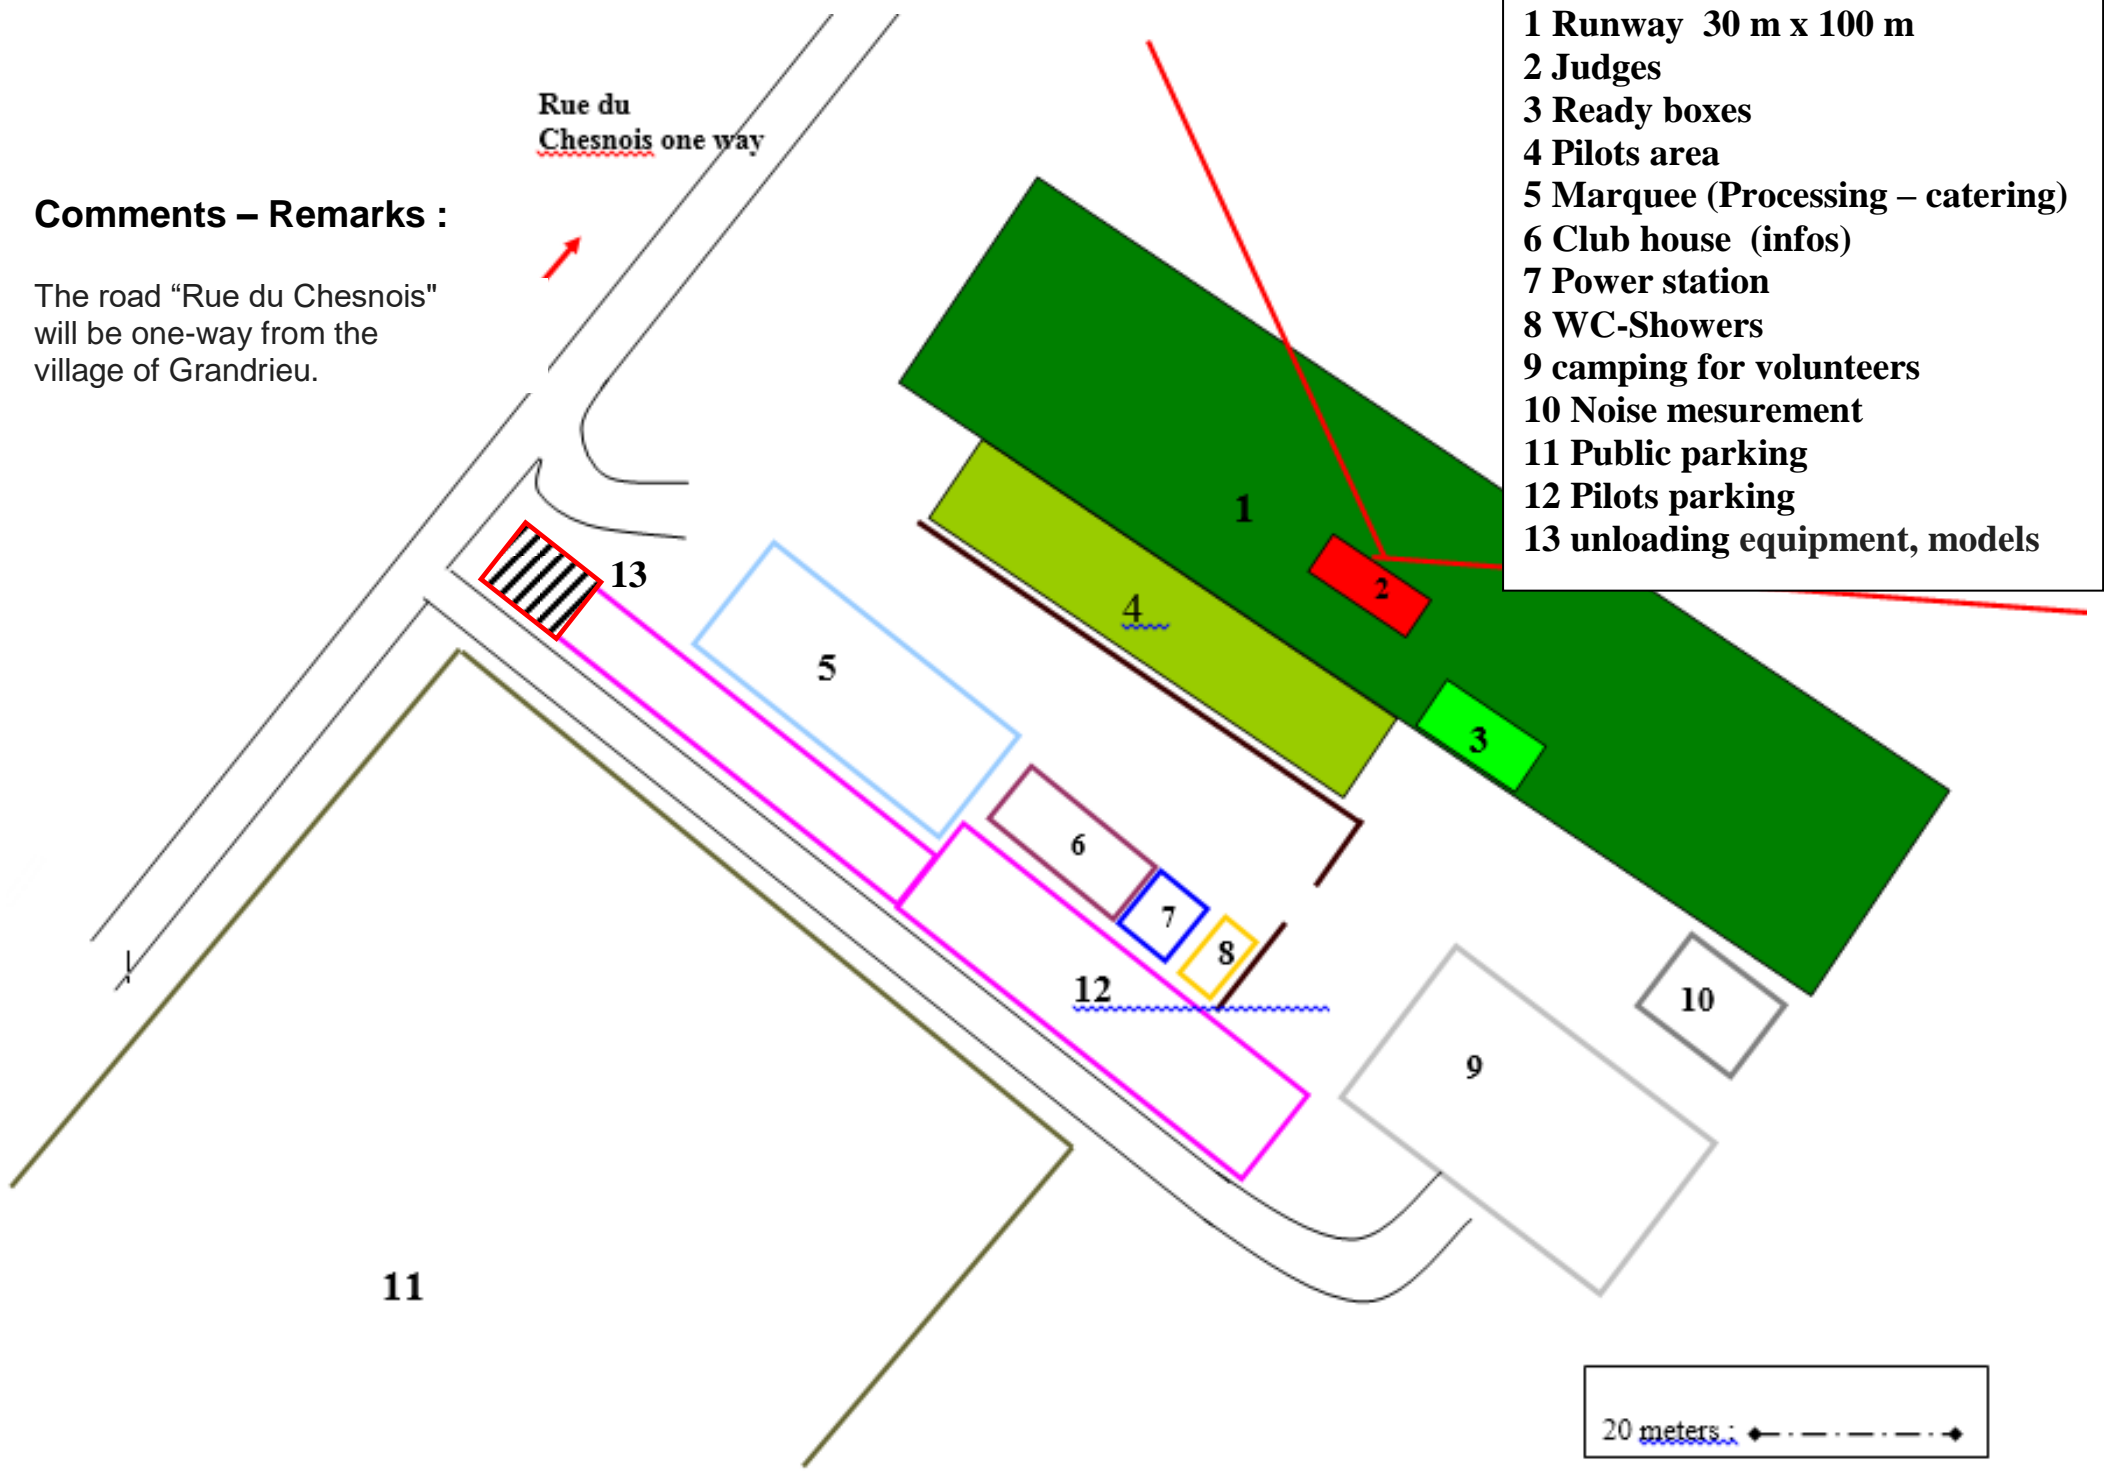 Rue du
Chesnois one way
Comments – Remarks :
The road “Rue du Chesnois"
will be one-way from the
village of Grandrieu.
1 Runway 30 m x 100 m
2 Judges
3 Ready boxes
4 Pilots area
5 Marquee (Processing – catering)
6 Club house (infos)
7 Power station
8 WC-Showers
9 camping for volunteers
10 Noise mesurement
11 Public parking
12 Pilots parking
13 unloading equipment, models
1
2
13
4
5
3
6
7
8
12
10
9
11
20 meters :